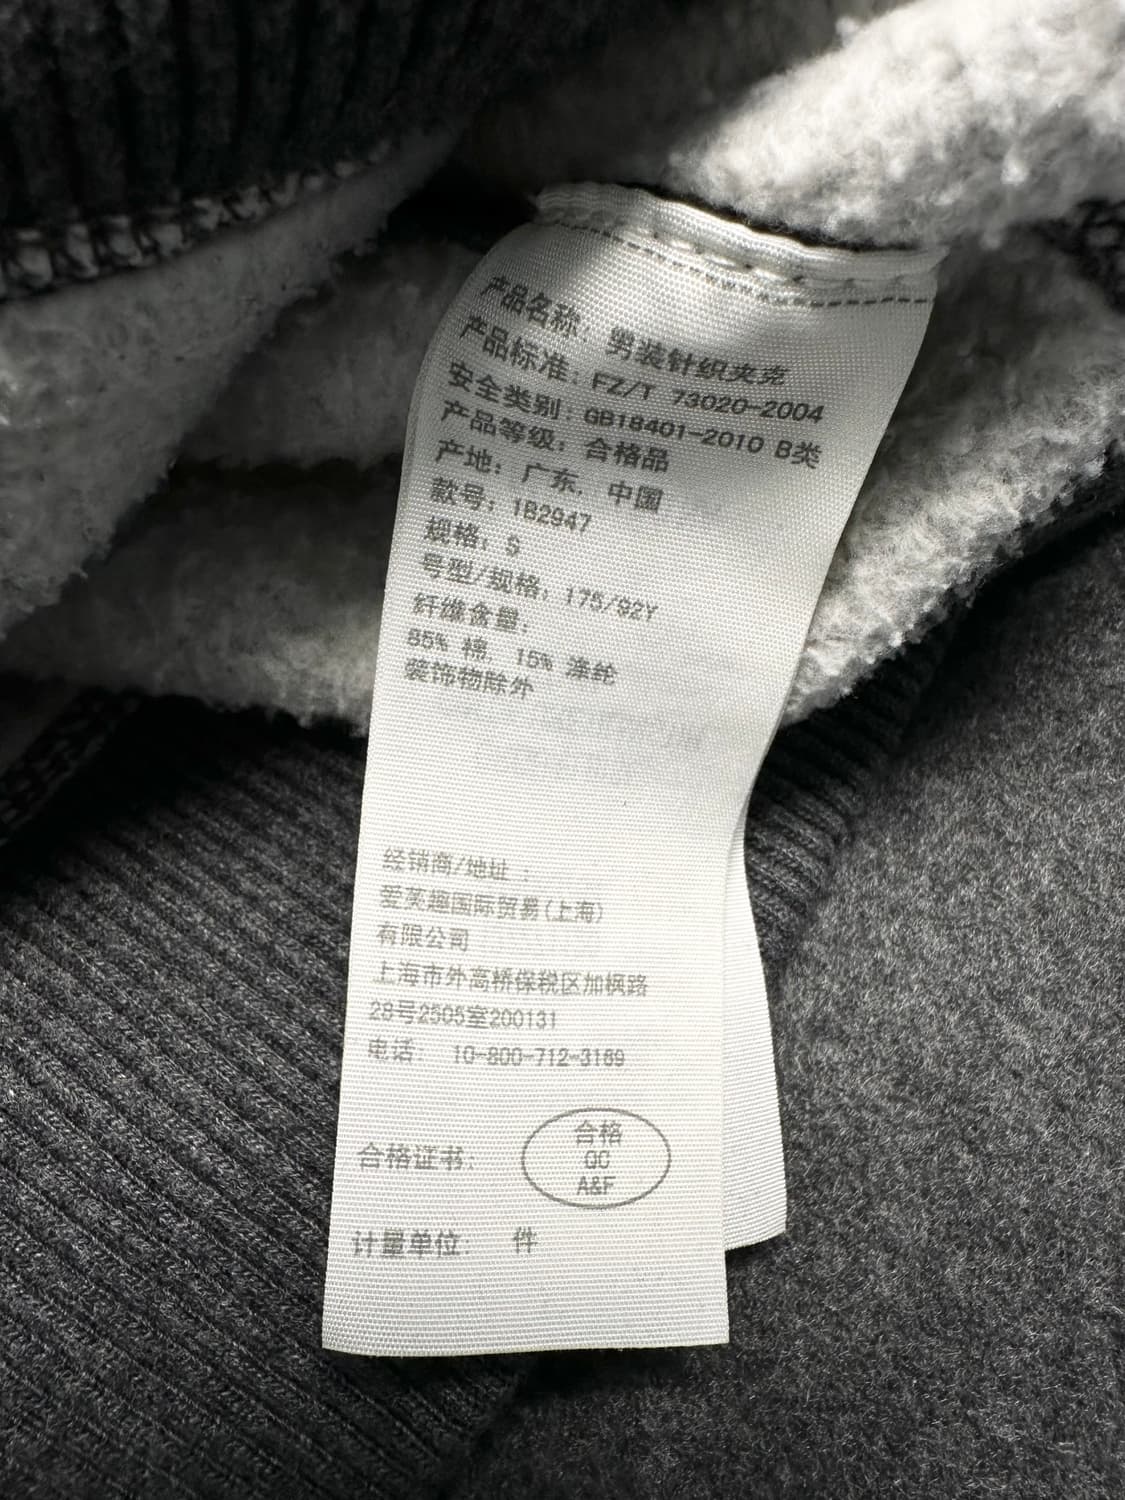 产品名称: 男装针织夹克
产品标准: FZ/T 73020-2004
安全类别: GB18401-2010 B类
产品等级: 合格品
产地: 广东, 中国
款号: 1B2947
规格: S
号型/规格: 175/92Y
纤维含量:
85% 棉, 15% 涤纶
装饰物除外
经销商/地址 :
爱芙趣国际贸易(上海)
有限公司
上海市外高桥保税区加枫路
28号2505室200131
电话: 10-800-712-3169
合格证书:
合格
QC
A&F
计量单位: 件